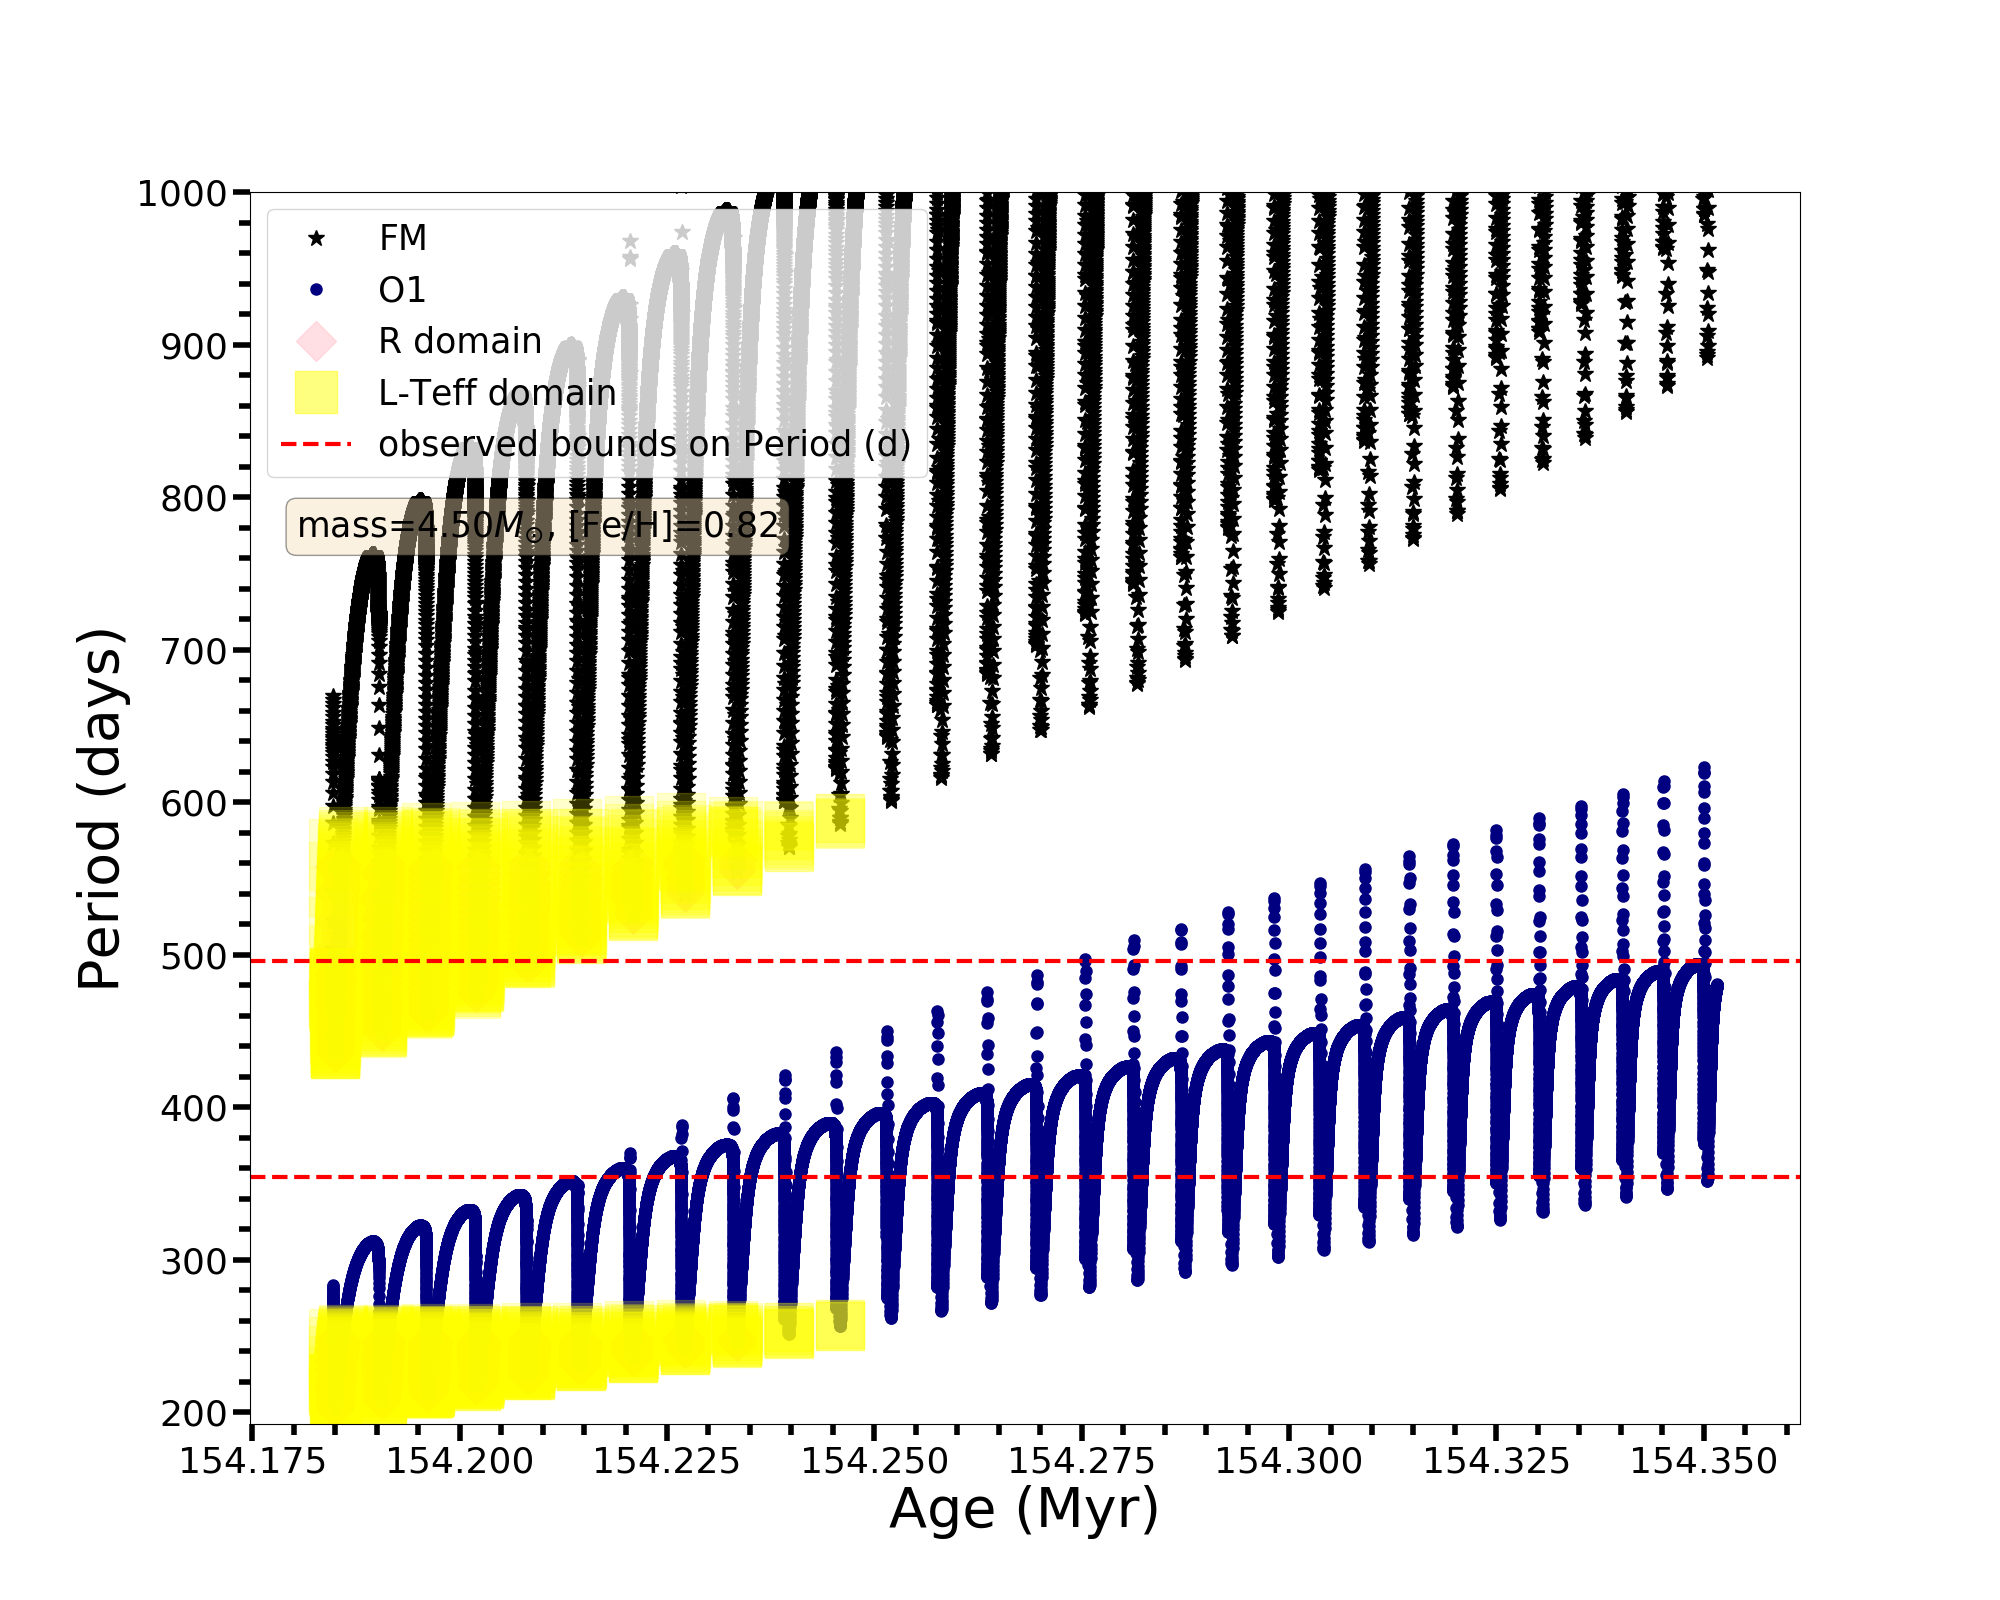 1000
900
800
700
600
500
400
300
200
Period (days)
FM
O1
R domain
L-Teff domain
observed bounds on Period (d)
mass=4.50M☉, [Fe/H]=0.82
154.175 154.200 154.225 154.250 154.275 154.300 154.325 154.350
Age (Myr)